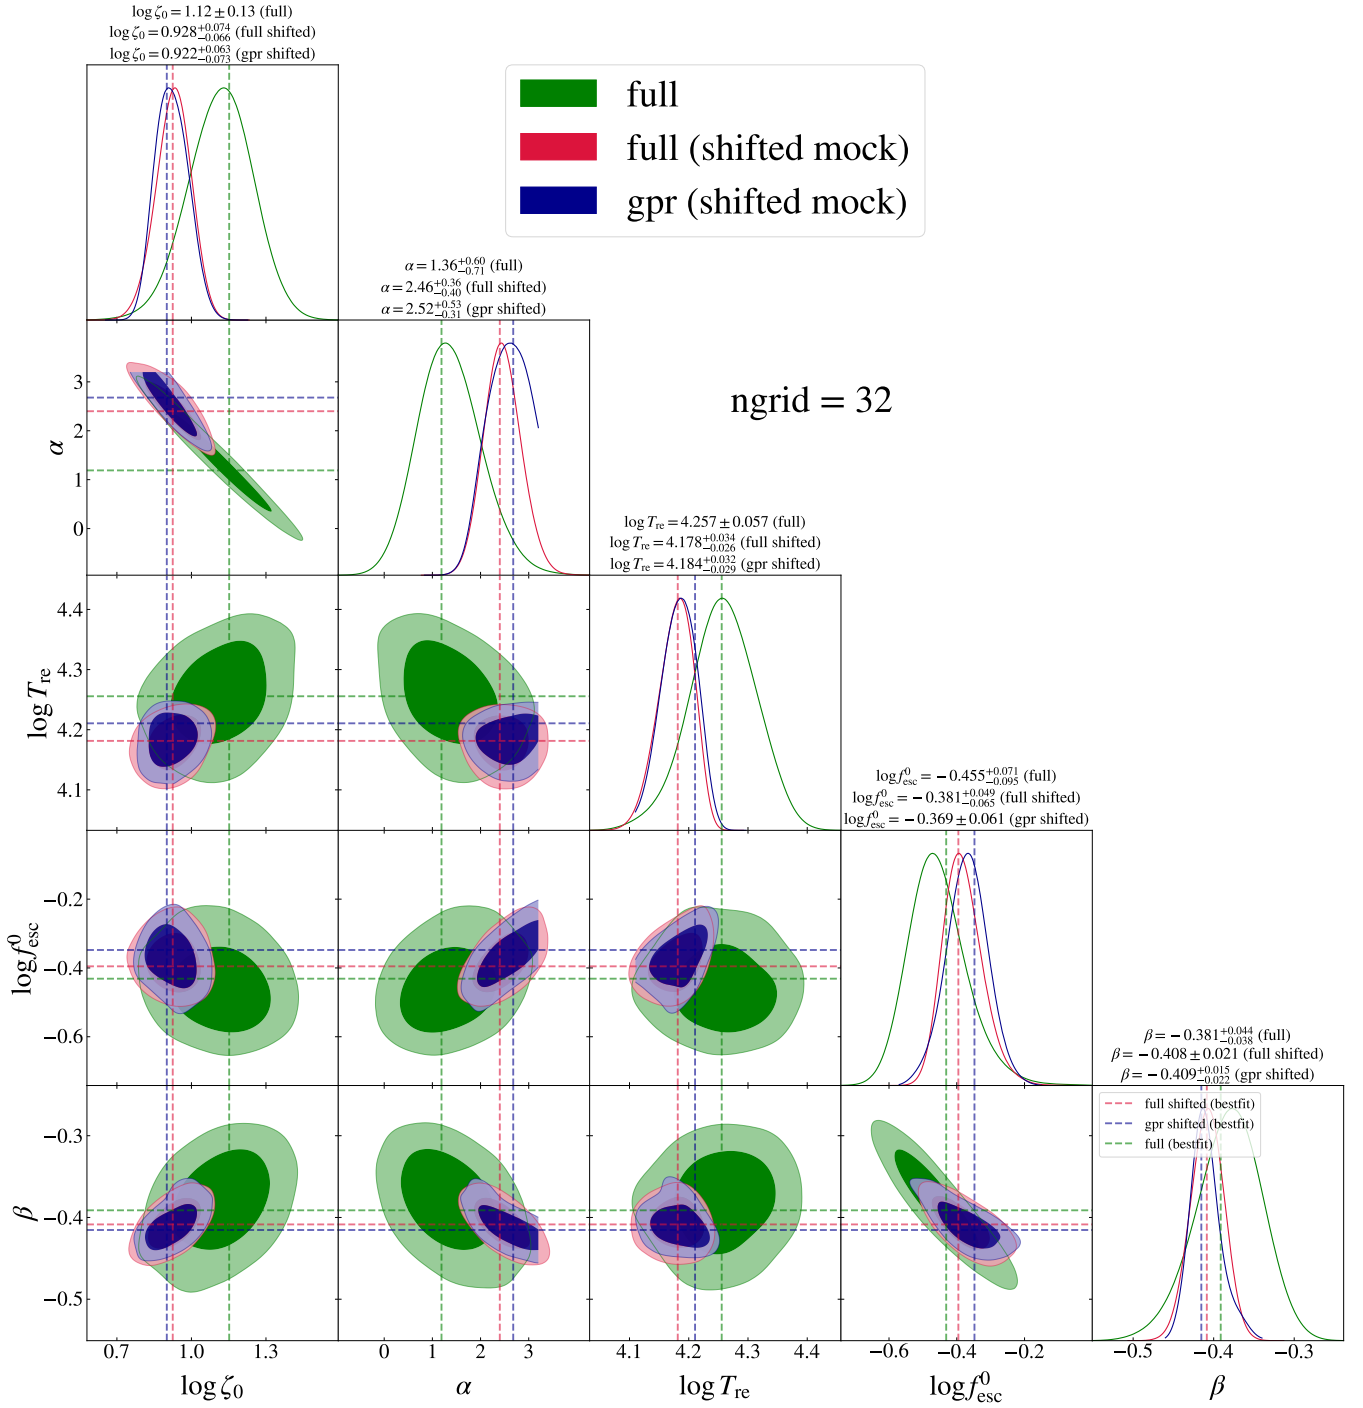 log ζ₀ = 1.12 ± 0.13 (full)
log ζ₀ = 0.928⁺⁰·⁰⁷⁴₋₀.₀₆₆ (full shifted)
log ζ₀ = 0.922⁺⁰·⁰⁶³₋₀.₀₇₃ (gpr shifted)
full
full (shifted mock)
gpr (shifted mock)
α = 1.36⁺⁰·⁶⁰₋₀.₇₁ (full)
α = 2.46⁺⁰·³⁶₋₀.₄₀ (full shifted)
α = 2.52⁺⁰·⁵³₋₀.₃₁ (gpr shifted)
ngrid = 32
3
2
1
0
α
log T_re = 4.257 ± 0.057 (full)
log T_re = 4.178⁺⁰·⁰³⁴₋₀.₀₂₆ (full shifted)
log T_re = 4.184⁺⁰·⁰³²₋₀.₀₂₉ (gpr shifted)
4.4
4.3
4.2
4.1
log T_re
log f⁰_esc = −0.455⁺⁰·⁰⁷¹₋₀.₀₉₅ (full)
log f⁰_esc = −0.381⁺⁰·⁰⁴⁹₋₀.₀₆₅ (full shifted)
log f⁰_esc = −0.369 ± 0.061 (gpr shifted)
−0.2
−0.4
−0.6
log f⁰_esc
β = −0.381⁺⁰·⁰⁴⁴₋₀.₀₃₈ (full)
β = −0.408 ± 0.021 (full shifted)
β = −0.409⁺⁰·⁰¹⁵₋₀.₀₂₂ (gpr shifted)
full shifted (bestfit)
gpr shifted (bestfit)
full (bestfit)
−0.3
−0.4
−0.5
β
0.7 1.0 1.3
0 1 2 3
4.1 4.2 4.3 4.4
−0.6 −0.4 −0.2
−0.5 −0.4 −0.3
log ζ₀
α
log T_re
log f⁰_esc
β